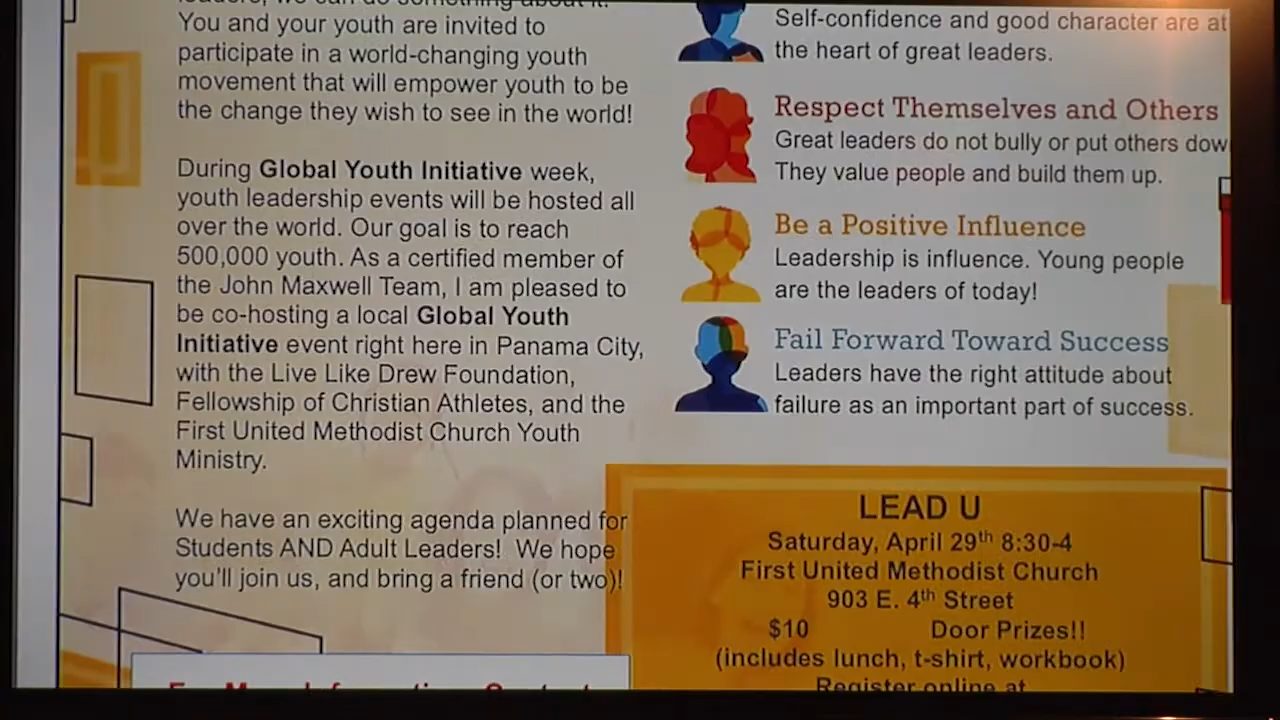 You and your youth are invited to
participate in a world-changing youth
movement that will empower youth to be
the change they wish to see in the world!
During Global Youth Initiative week,
youth leadership events will be hosted all
over the world. Our goal is to reach
500,000 youth. As a certified member of
the John Maxwell Team, I am pleased to
be co-hosting a local Global Youth
Initiative event right here in Panama City,
with the Live Like Drew Foundation,
Fellowship of Christian Athletes, and the
First United Methodist Church Youth
Ministry.
We have an exciting agenda planned for
Students AND Adult Leaders! We hope
you'll join us, and bring a friend (or two)!
Self-confidence and good character are at
the heart of great leaders.
Respect Themselves and Others
Great leaders do not bully or put others dow
They value people and build them up.
Be a Positive Influence
Leadership is influence. Young people
are the leaders of today!
Fail Forward Toward Success
Leaders have the right attitude about
failure as an important part of success.
LEAD U
Saturday, April 29th 8:30-4
First United Methodist Church
903 E. 4th Street
$10 Door Prizes!!
(includes lunch, t-shirt, workbook)
Register online at